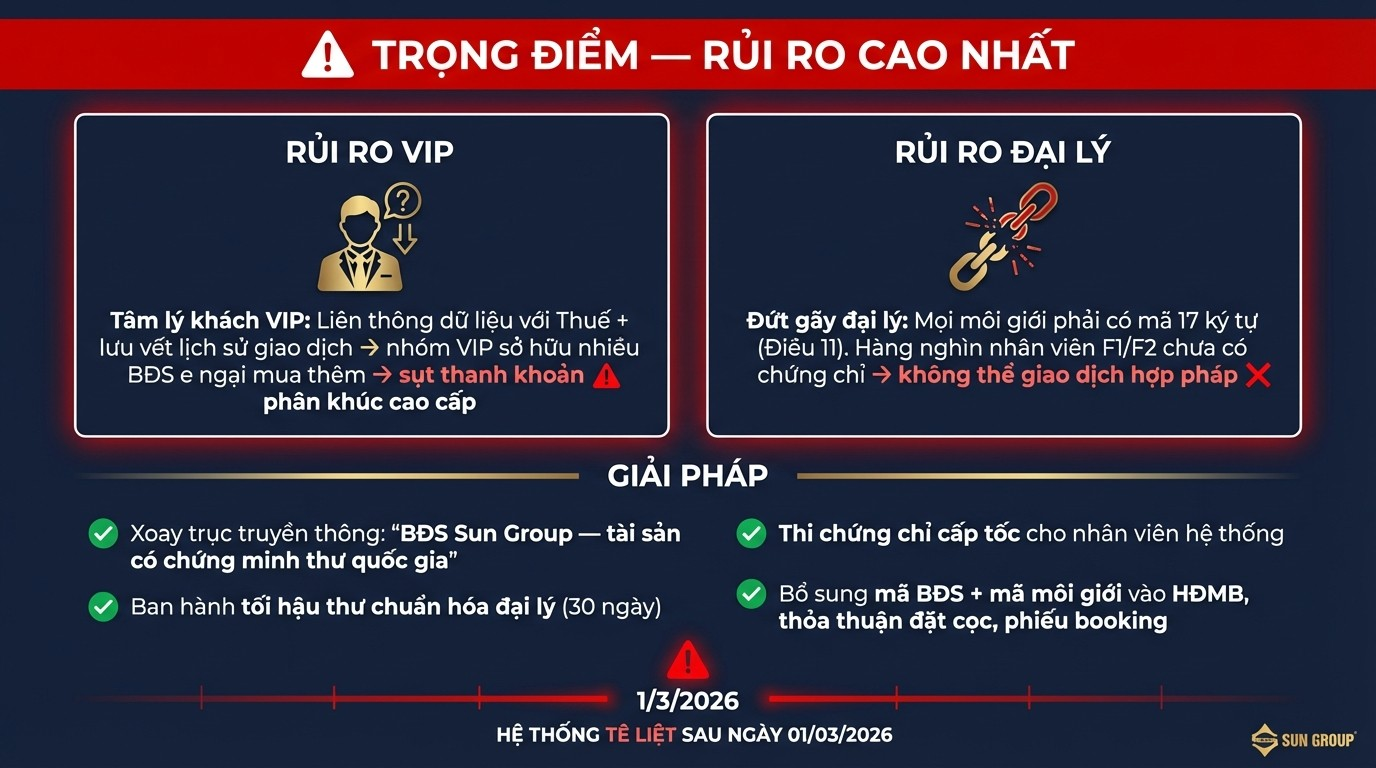 TRỌNG ĐIỂM — RỦI RO CAO NHẤT
RỦI RO VIP
Tâm lý khách VIP: Liên thông dữ liệu với Thuế +
lưu vết lịch sử giao dịch → nhóm VIP sở hữu nhiều
BĐS e ngại mua thêm → sụt thanh khoản
phân khúc cao cấp
RỦI RO ĐẠI LÝ
Đứt gãy đại lý: Mọi môi giới phải có mã 17 ký tự
(Điều 11). Hàng nghìn nhân viên F1/F2 chưa có
chứng chỉ → không thể giao dịch hợp pháp
GIẢI PHÁP
Xoay trục truyền thông: “BĐS Sun Group — tài sản
có chứng minh thư quốc gia”
Ban hành tối hậu thư chuẩn hóa đại lý (30 ngày)
Thi chứng chỉ cấp tốc cho nhân viên hệ thống
Bổ sung mã BĐS + mã môi giới vào HĐMB,
thỏa thuận đặt cọc, phiếu booking
1/3/2026
HỆ THỐNG TÊ LIỆT SAU NGÀY 01/03/2026
SUN GROUP